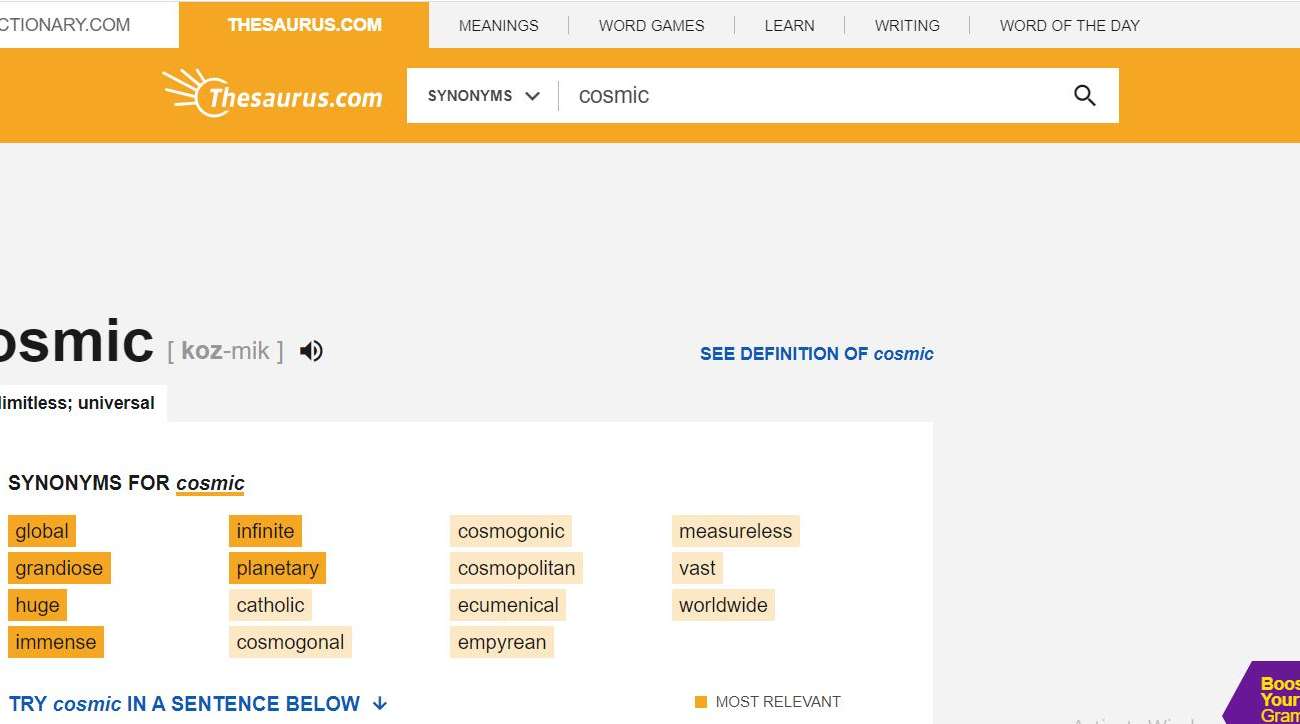 CTIONARY.COM THESAURUS.COM MEANINGS WORD GAMES LEARN WRITING WORD OF THE DAY
Thesaurus.com SYNONYMS cosmic
osmic [ koz-mik ] SEE DEFINITION OF cosmic
limitless; universal
SYNONYMS FOR cosmic
global infinite cosmogonic measureless
grandiose planetary cosmopolitan vast
huge catholic ecumenical worldwide
immense cosmogonal empyrean
TRY cosmic IN A SENTENCE BELOW MOST RELEVANT
Boos
Your
Gram